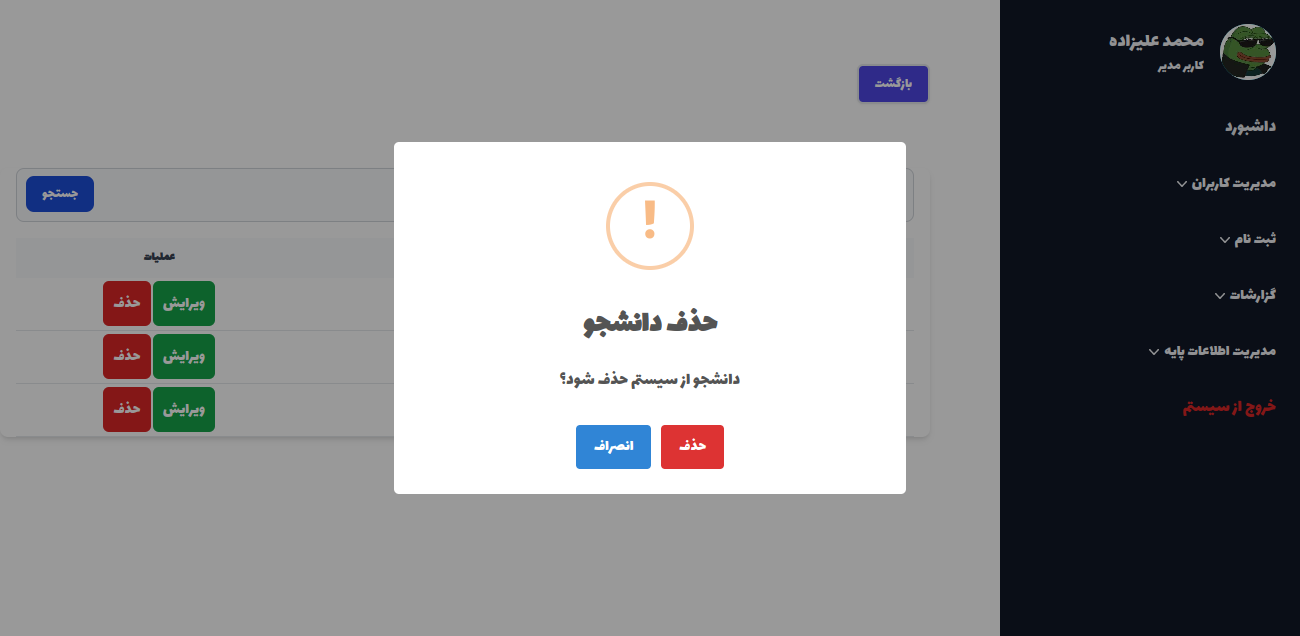 محمد علیزاده
کاربر مدیر
داشبورد
مدیریت کاربران
ثبت نام
گزارشات
مدیریت اطلاعات پایه
خروج از سیستم
بازگشت
جستجو
عملیات
ویرایش حذف
ویرایش حذف
ویرایش حذف
!
حذف دانشجو
دانشجو از سیستم حذف شود؟
حذف انصراف